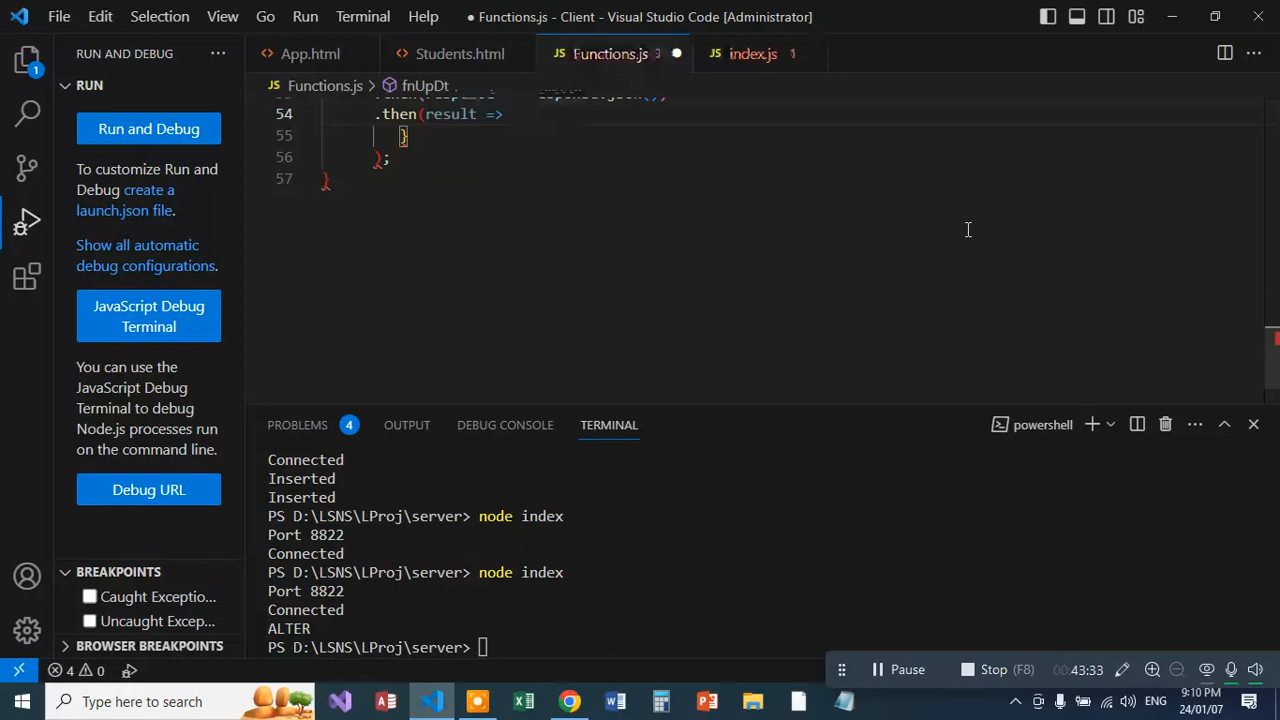 File Edit Selection View Go Run Terminal Help ● Functions.js - Client - Visual Studio Code [Administrator]
RUN AND DEBUG ···
App.html
Students.html
JS Functions.js
JS index.js 1
RUN
Functions.js > fnUpDt
1
Run and Debug
To customize Run and
Debug create a
launch.json file.
Show all automatic
debug configurations.
JavaScript Debug
Terminal
You can use the
JavaScript Debug
Terminal to debug
Node.js processes run
on the command line.
Debug URL
BREAKPOINTS
Caught Exceptio...
Uncaught Excep...
BROWSER BREAKPOINTS
54 .then(result =>
55 }
56 );
57 }
PROBLEMS 4 OUTPUT DEBUG CONSOLE TERMINAL powershell
Connected
Inserted
Inserted
PS D:\LSNS\LProj\server> node index
Port 8822
Connected
PS D:\LSNS\LProj\server> node index
Port 8822
Connected
ALTER
PS D:\LSNS\LProj\server>
4 0
Pause Stop (F8) 00:43:33
Type here to search
ENG
9:10 PM
24/01/07